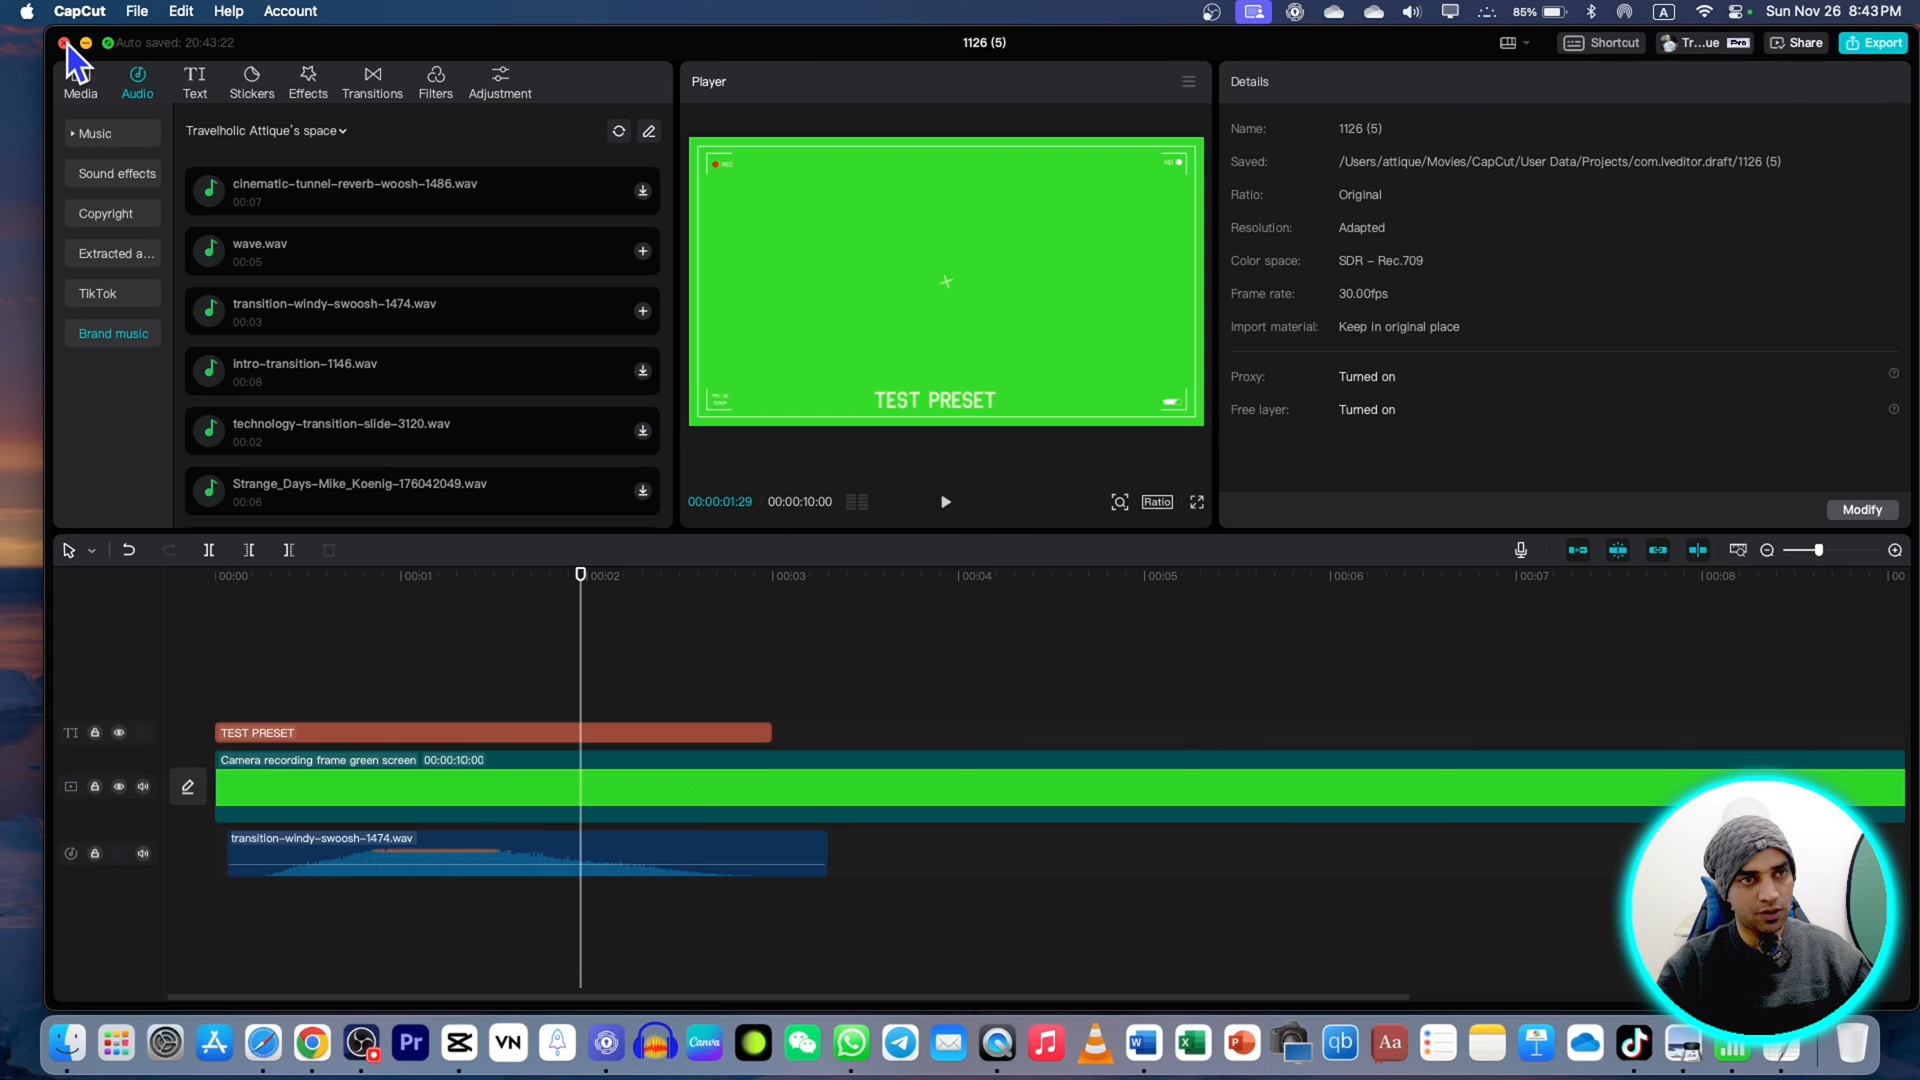 CapCut File Edit Help Account
85% A Sun Nov 26 8:43 PM
Auto saved: 20:43:22 1126 (5) Shortcut Tr...ue Pro Share Export
Media Audio Text Stickers Effects Transitions Filters Adjustment
Music
Sound effects
Copyright
Extracted a...
TikTok
Brand music
Travelholic Attique's space
cinematic-tunnel-reverb-woosh-1486.wav
00:07
wave.wav
00:05
transition-windy-swoosh-1474.wav
00:03
intro-transition-1146.wav
00:08
technology-transition-slide-3120.wav
00:02
Strange_Days-Mike_Koenig-176042049.wav
00:06
Player
REC
HD
TEST PRESET
00:00:01:29 / 00:00:10:00 Ratio
Details
Name: 1126 (5)
Saved: /Users/attique/Movies/CapCut/User Data/Projects/com.lveditor.draft/1126 (5)
Ratio: Original
Resolution: Adapted
Color space: SDR - Rec.709
Frame rate: 30.00fps
Import material: Keep in original place
Proxy: Turned on
Free layer: Turned on
Modify
00:00 00:01 00:02 00:03 00:04 00:05 00:06 00:07 00:08 00
TEST PRESET
Camera recording frame green screen 00:00:10:00
transition-windy-swoosh-1474.wav
Pr VN Canva W X P qb Aa